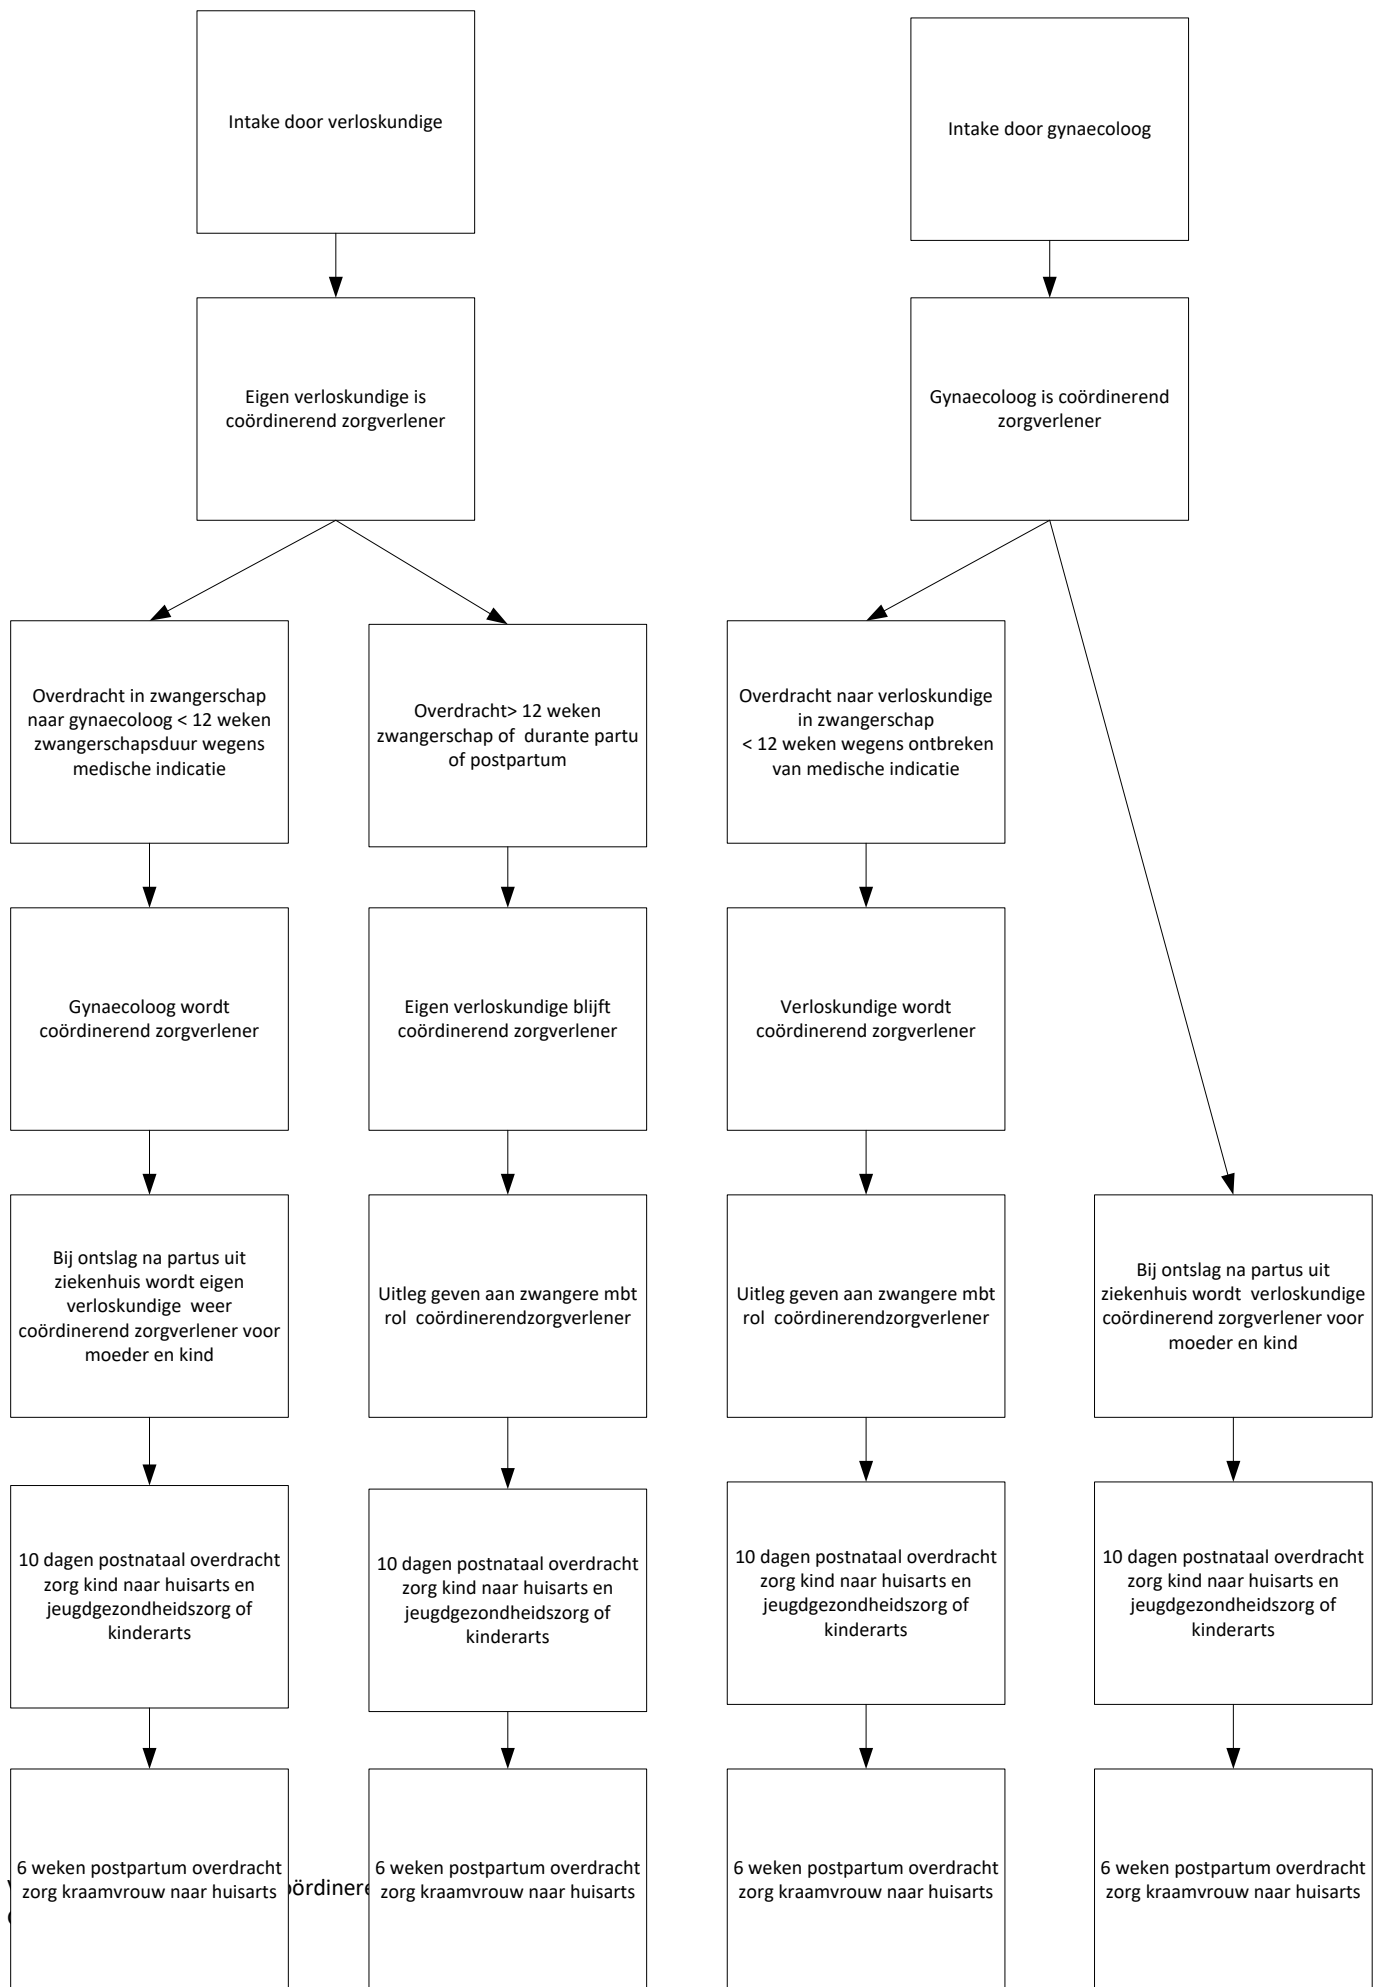 Intake door verloskundige
Intake door gynaecoloog
Eigen verloskundige is
coördinerend zorgverlener
Gynaecoloog is coördinerend
zorgverlener
Overdracht in zwangerschap
naar gynaecoloog < 12 weken
zwangerschapsduur wegens
medische indicatie
Overdracht> 12 weken
zwangerschap of durante partu
of postpartum
Overdracht naar verloskundige
in zwangerschap
< 12 weken wegens ontbreken
van medische indicatie
Gynaecoloog wordt
coördinerend zorgverlener
Eigen verloskundige blijft
coördinerend zorgverlener
Verloskundige wordt
coördinerend zorgverlener
Bij ontslag na partus uit
ziekenhuis wordt eigen
verloskundige weer
coördinerend zorgverlener voor
moeder en kind
Uitleg geven aan zwangere mbt
rol coördinerendzorgverlener
Uitleg geven aan zwangere mbt
rol coördinerendzorgverlener
Bij ontslag na partus uit
ziekenhuis wordt verloskundige
coördinerend zorgverlener voor
moeder en kind
10 dagen postnataal overdracht
zorg kind naar huisarts en
jeugdgezondheidszorg of
kinderarts
10 dagen postnataal overdracht
zorg kind naar huisarts en
jeugdgezondheidszorg of
kinderarts
10 dagen postnataal overdracht
zorg kind naar huisarts en
jeugdgezondheidszorg of
kinderarts
10 dagen postnataal overdracht
zorg kind naar huisarts en
jeugdgezondheidszorg of
kinderarts
6 weken postpartum overdracht
zorg kraamvrouw naar huisarts
6 weken postpartum overdracht
zorg kraamvrouw naar huisarts
6 weken postpartum overdracht
zorg kraamvrouw naar huisarts
6 weken postpartum overdracht
zorg kraamvrouw naar huisarts